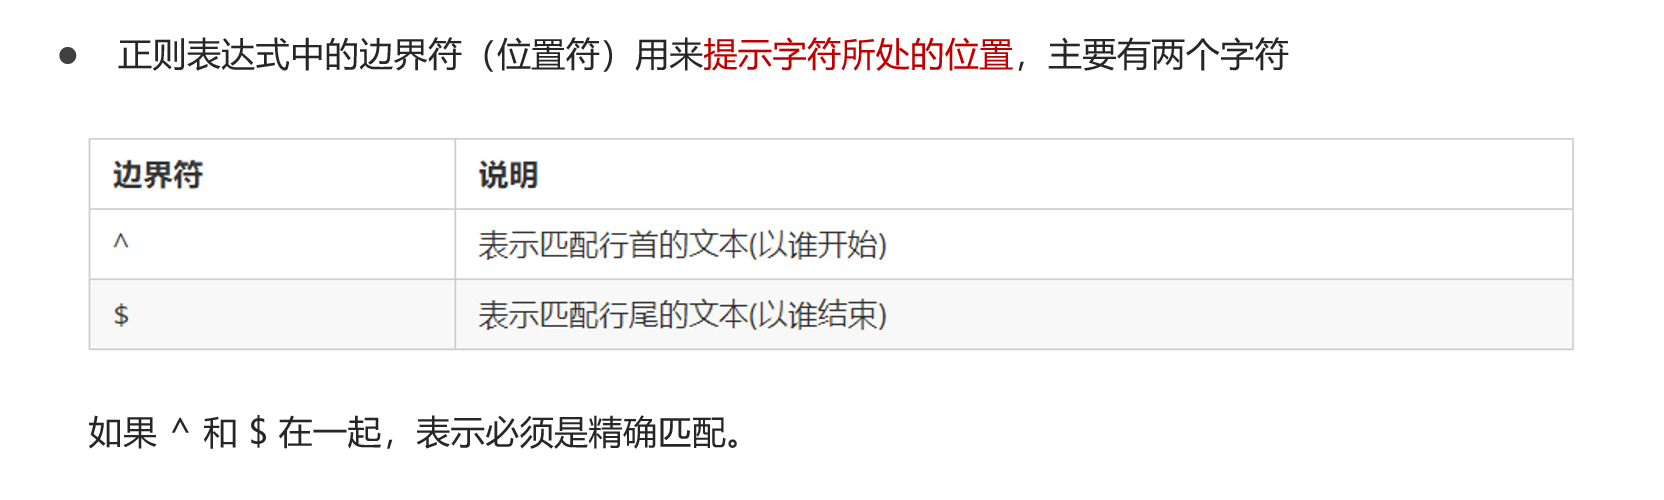 ● 正则表达式中的边界符（位置符）用来提示字符所处的位置，主要有两个字符
边界符 说明
^ 表示匹配行首的文本(以谁开始)
$ 表示匹配行尾的文本(以谁结束)
如果 ^ 和 $ 在一起，表示必须是精确匹配。